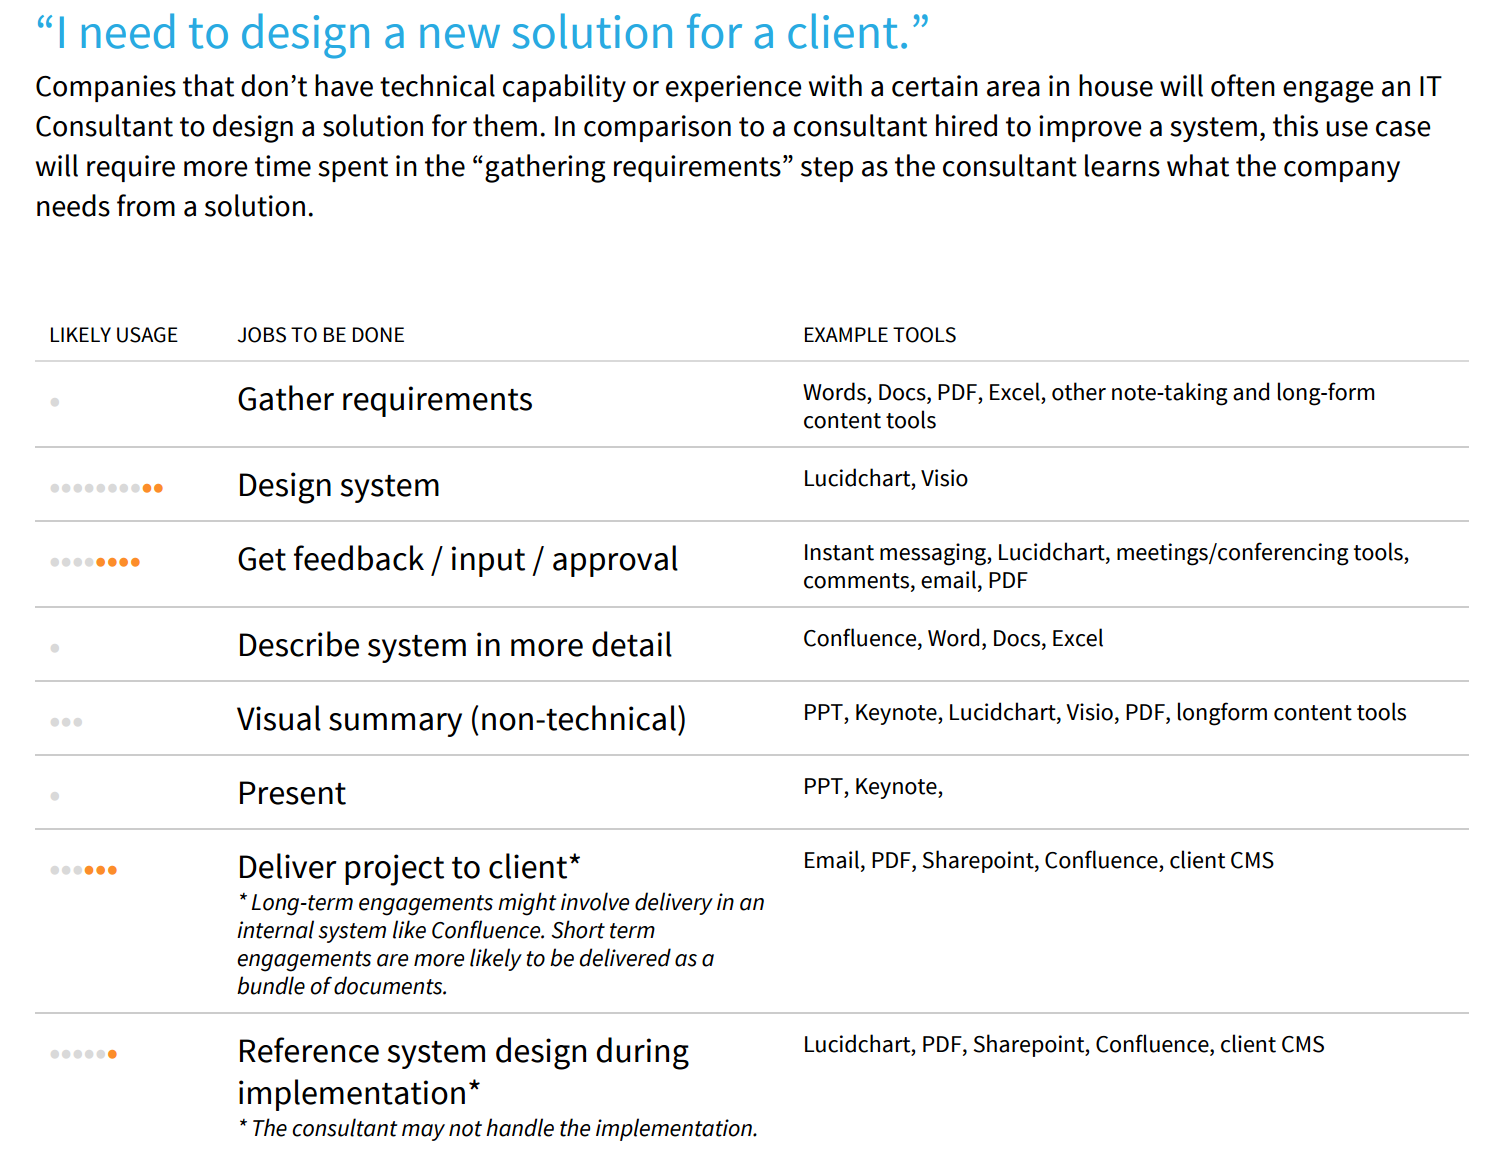 “I need to design a new solution for a client.”
Companies that don’t have technical capability or experience with a certain area in house will often engage an IT
Consultant to design a solution for them. In comparison to a consultant hired to improve a system, this use case
will require more time spent in the “gathering requirements” step as the consultant learns what the company
needs from a solution.
LIKELY USAGE JOBS TO BE DONE EXAMPLE TOOLS
Gather requirements
Words, Docs, PDF, Excel, other note-taking and long-form
content tools
Design system
Lucidchart, Visio
Get feedback / input / approval
Instant messaging, Lucidchart, meetings/conferencing tools,
comments, email, PDF
Describe system in more detail
Confluence, Word, Docs, Excel
Visual summary (non-technical)
PPT, Keynote, Lucidchart, Visio, PDF, longform content tools
Present
PPT, Keynote,
Deliver project to client*
* Long-term engagements might involve delivery in an
internal system like Confluence. Short term
engagements are more likely to be delivered as a
bundle of documents.
Email, PDF, Sharepoint, Confluence, client CMS
Reference system design during
implementation*
* The consultant may not handle the implementation.
Lucidchart, PDF, Sharepoint, Confluence, client CMS